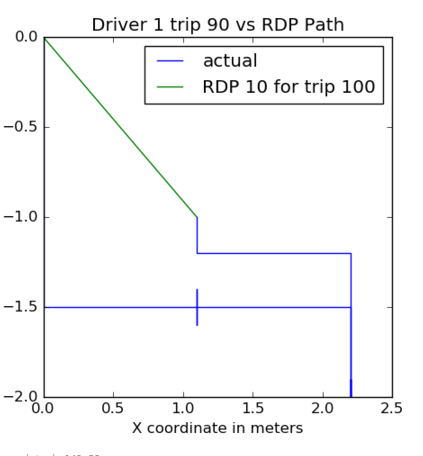 Driver 1 trip 90 vs RDP Path
0.0
actual
RDP 10 for trip 100
−0.5
−1.0
−1.5
−2.0
0.0 0.5 1.0 1.5 2.0 2.5
X coordinate in meters